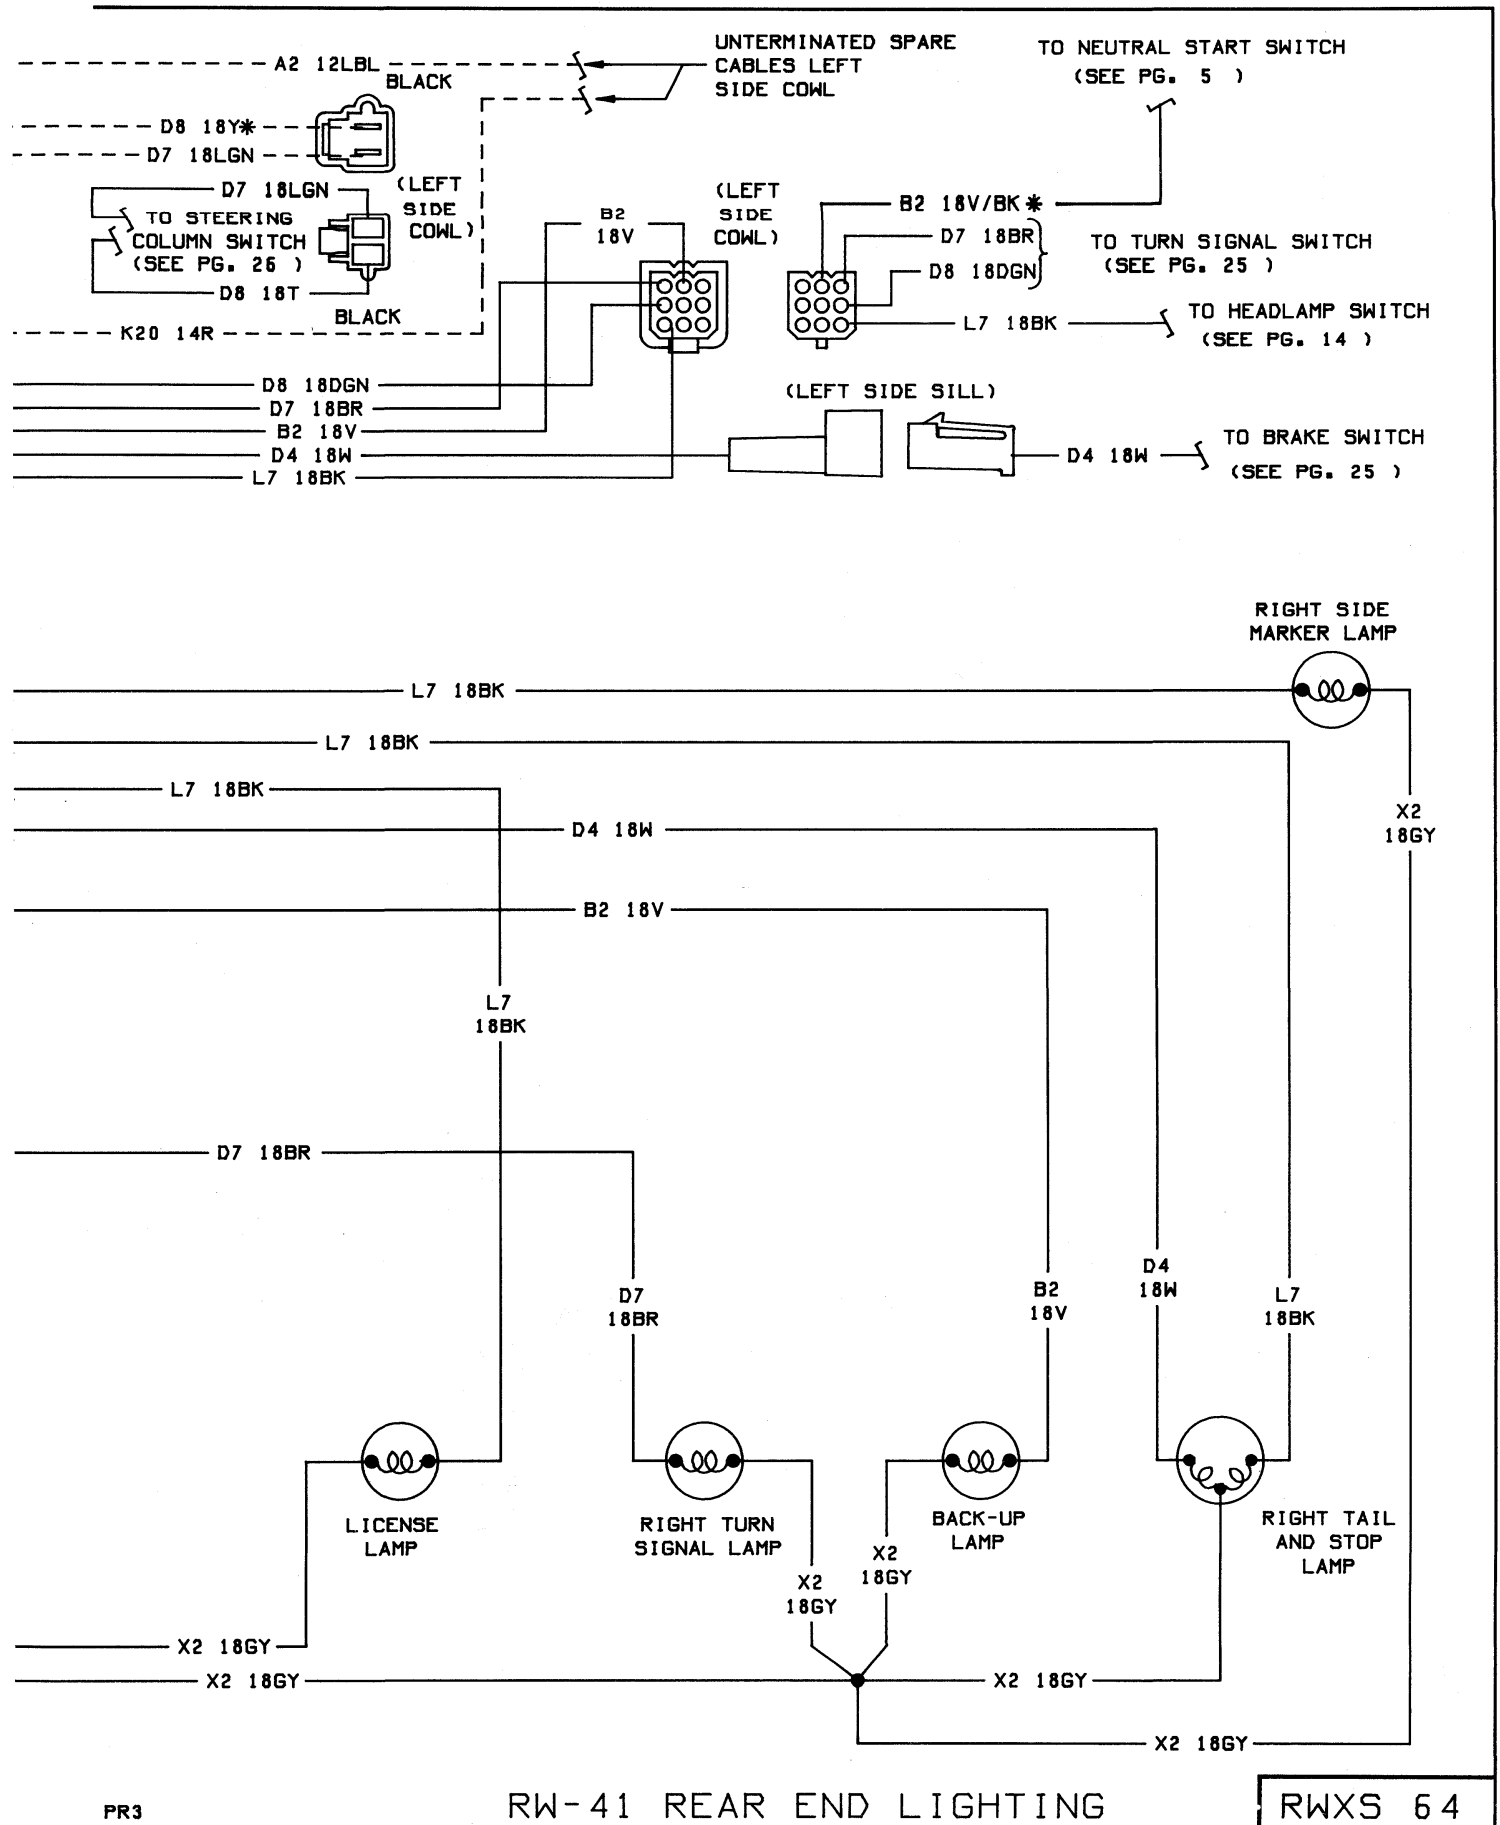 A2 12LBL
BLACK
UNTERMINATED SPARE
CABLES LEFT
SIDE COWL
TO NEUTRAL START SWITCH
(SEE PG. 5 )
D8 18Y*
D7 18LGN
D7 18LGN
(LEFT
SIDE
COWL)
TO STEERING
COLUMN SWITCH
(SEE PG. 26 )
D8 18T
BLACK
K20 14R
B2
18V
(LEFT
SIDE
COWL)
B2 18V/BK *
D7 18BR
D8 18DGN
TO TURN SIGNAL SWITCH
(SEE PG. 25 )
L7 18BK
TO HEADLAMP SWITCH
(SEE PG. 14 )
D8 18DGN
D7 18BR
B2 18V
D4 18W
L7 18BK
(LEFT SIDE SILL)
D4 18W
TO BRAKE SWITCH
(SEE PG. 25 )
RIGHT SIDE
MARKER LAMP
L7 18BK
L7 18BK
L7 18BK
X2
18GY
D4 18W
B2 18V
L7
18BK
D7 18BR
D7
18BR
B2
18V
D4
18W
L7
18BK
LICENSE
LAMP
RIGHT TURN
SIGNAL LAMP
BACK-UP
LAMP
RIGHT TAIL
AND STOP
LAMP
X2
18GY
X2
18GY
X2 18GY
X2 18GY
X2 18GY
X2 18GY
PR3
RW-41 REAR END LIGHTING
RWXS 64